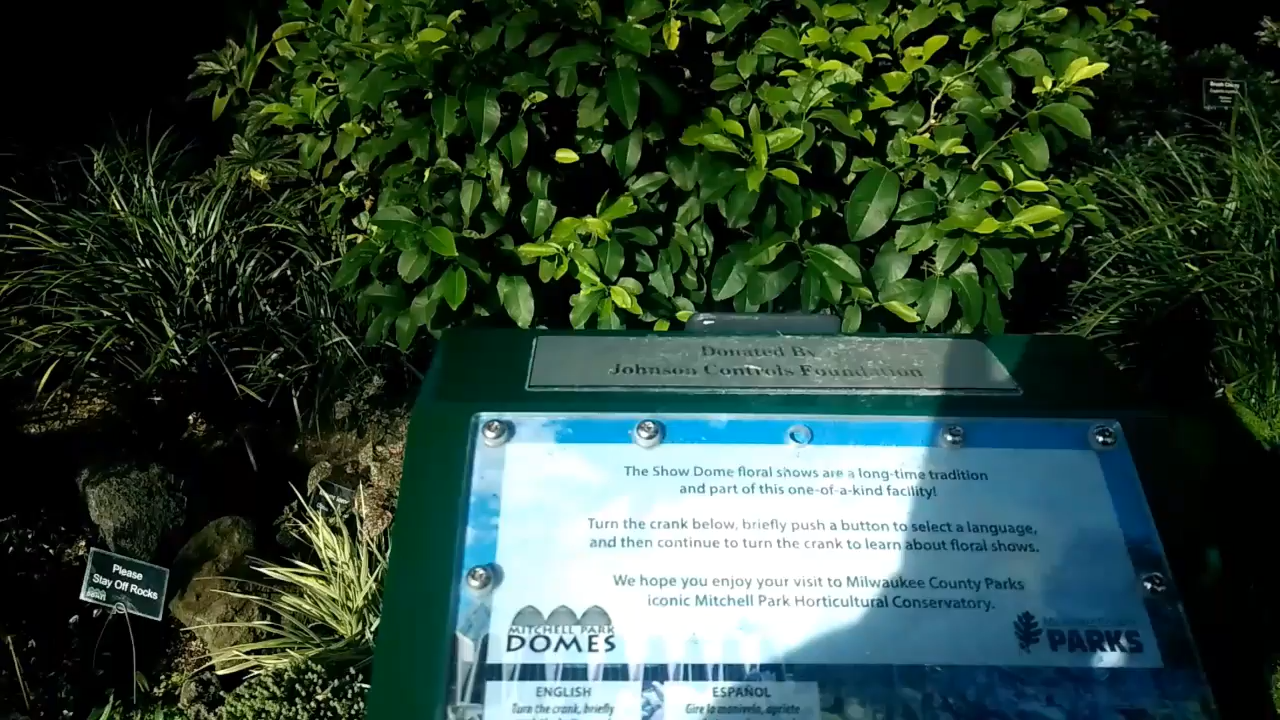 Donated By
Johnson Controls Foundation
The Show Dome floral shows are a long-time tradition
and part of this one-of-a-kind facility!
Turn the crank below, briefly push a button to select a language,
and then continue to turn the crank to learn about floral shows.
We hope you enjoy your visit to Milwaukee County Parks
iconic Mitchell Park Horticultural Conservatory.
MITCHELL PARK
DOMES
PARKS
ENGLISH
Turn the crank, briefly
ESPAÑOL
Gire la manivela, apriete
Please
Stay Off Rocks